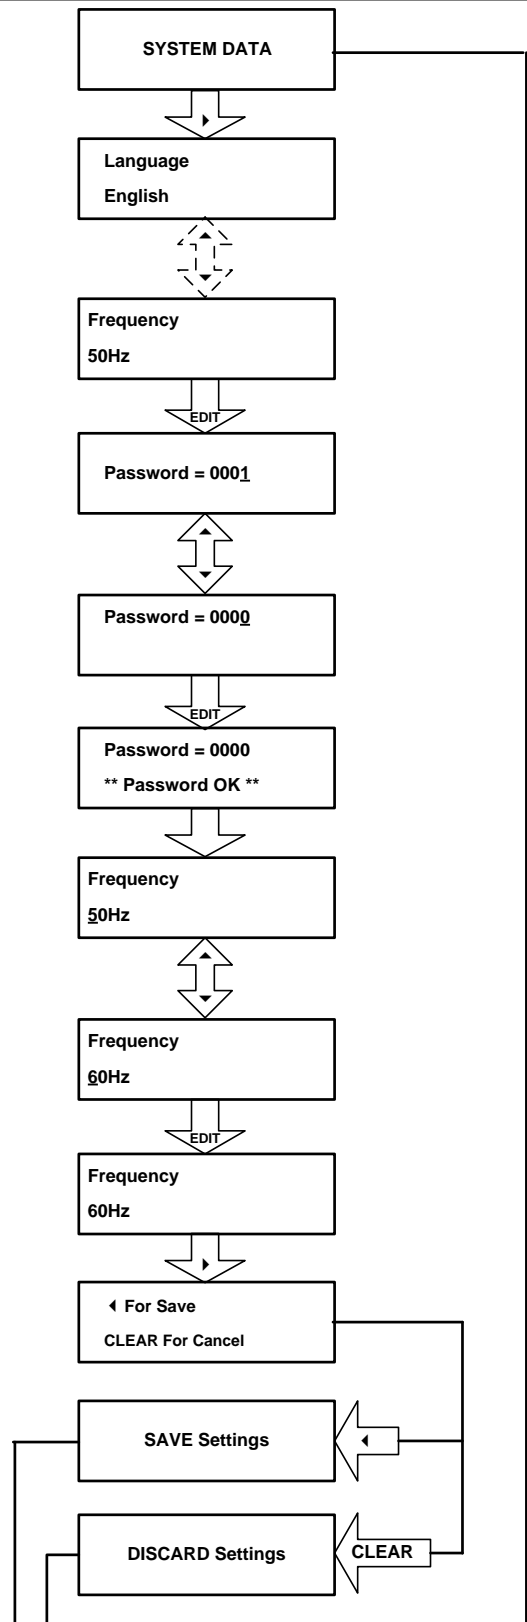 SYSTEM DATA
Language
English
Frequency
50Hz
EDIT
Password = 0001
Password = 0000
EDIT
Password = 0000
** Password OK **
Frequency
50Hz
Frequency
60Hz
EDIT
Frequency
60Hz
For Save
CLEAR For Cancel
SAVE Settings
DISCARD Settings
CLEAR